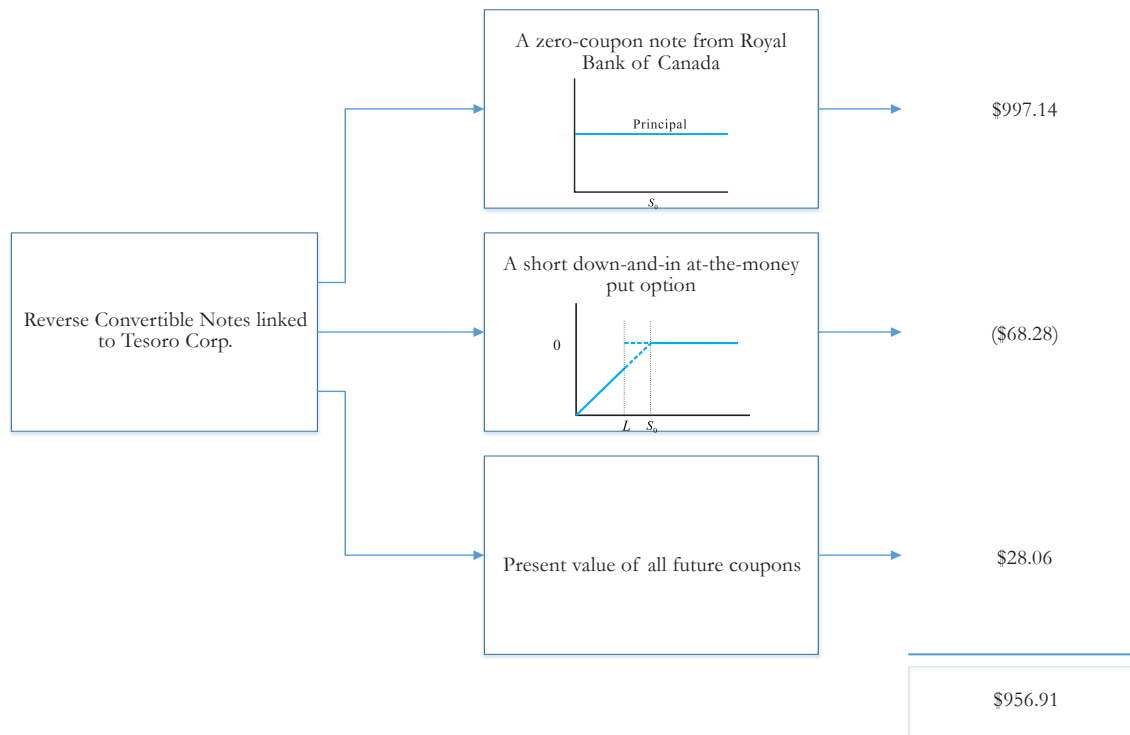 A zero-coupon note from Royal
Bank of Canada
Principal
S₀
$997.14
Reverse Convertible Notes linked
to Tesoro Corp.
A short down-and-in at-the-money
put option
0
L S₀
($68.28)
Present value of all future coupons
$28.06
$956.91